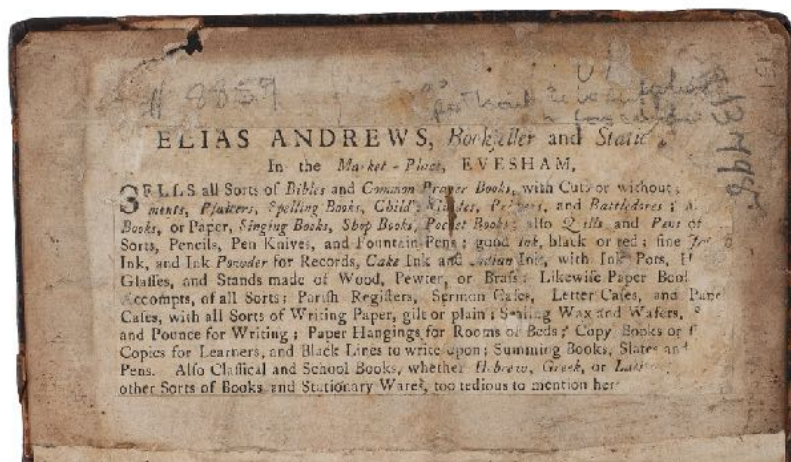 # 8859
13798
ELIAS ANDREWS, Bookſeller and Static
In the Market-Place, EVESHAM,
SELLS all Sorts of Bibles and Common Prayer Books, with Cuts or without;
ments, Pſalters, Spelling Books, Child's Guides, Primers, and Battledores;
Books, or Paper, Singing Books, Shop Books, Pocket Books; alſo Quills and Pens of
Sorts, Pencils, Pen Knives, and Fountain Pens; good Ink, black or red; fine
Ink, and Ink Powder for Records, Cake Ink and Indian Ink, with Ink Pots, H
Glaſſes, and Stands made of Wood, Pewter, or Braſs: Likewiſe Paper Book
Accompts, of all Sorts; Pariſh Regiſters, Sermon Caſes, Letter Caſes, and Pape
Caſes, with all Sorts of Writing Paper, gilt or plain; Sealing Wax and Wafers,
and Pounce for Writing; Paper Hangings for Rooms or Beds; Copy Books or
Copies for Learners, and Black Lines to write upon; Summing Books, Slates and
Pens. Alſo Claſſical and School Books, whether Hebrew, Greek, or Latin
other Sorts of Books and Stationary Wares, too tedious to mention her